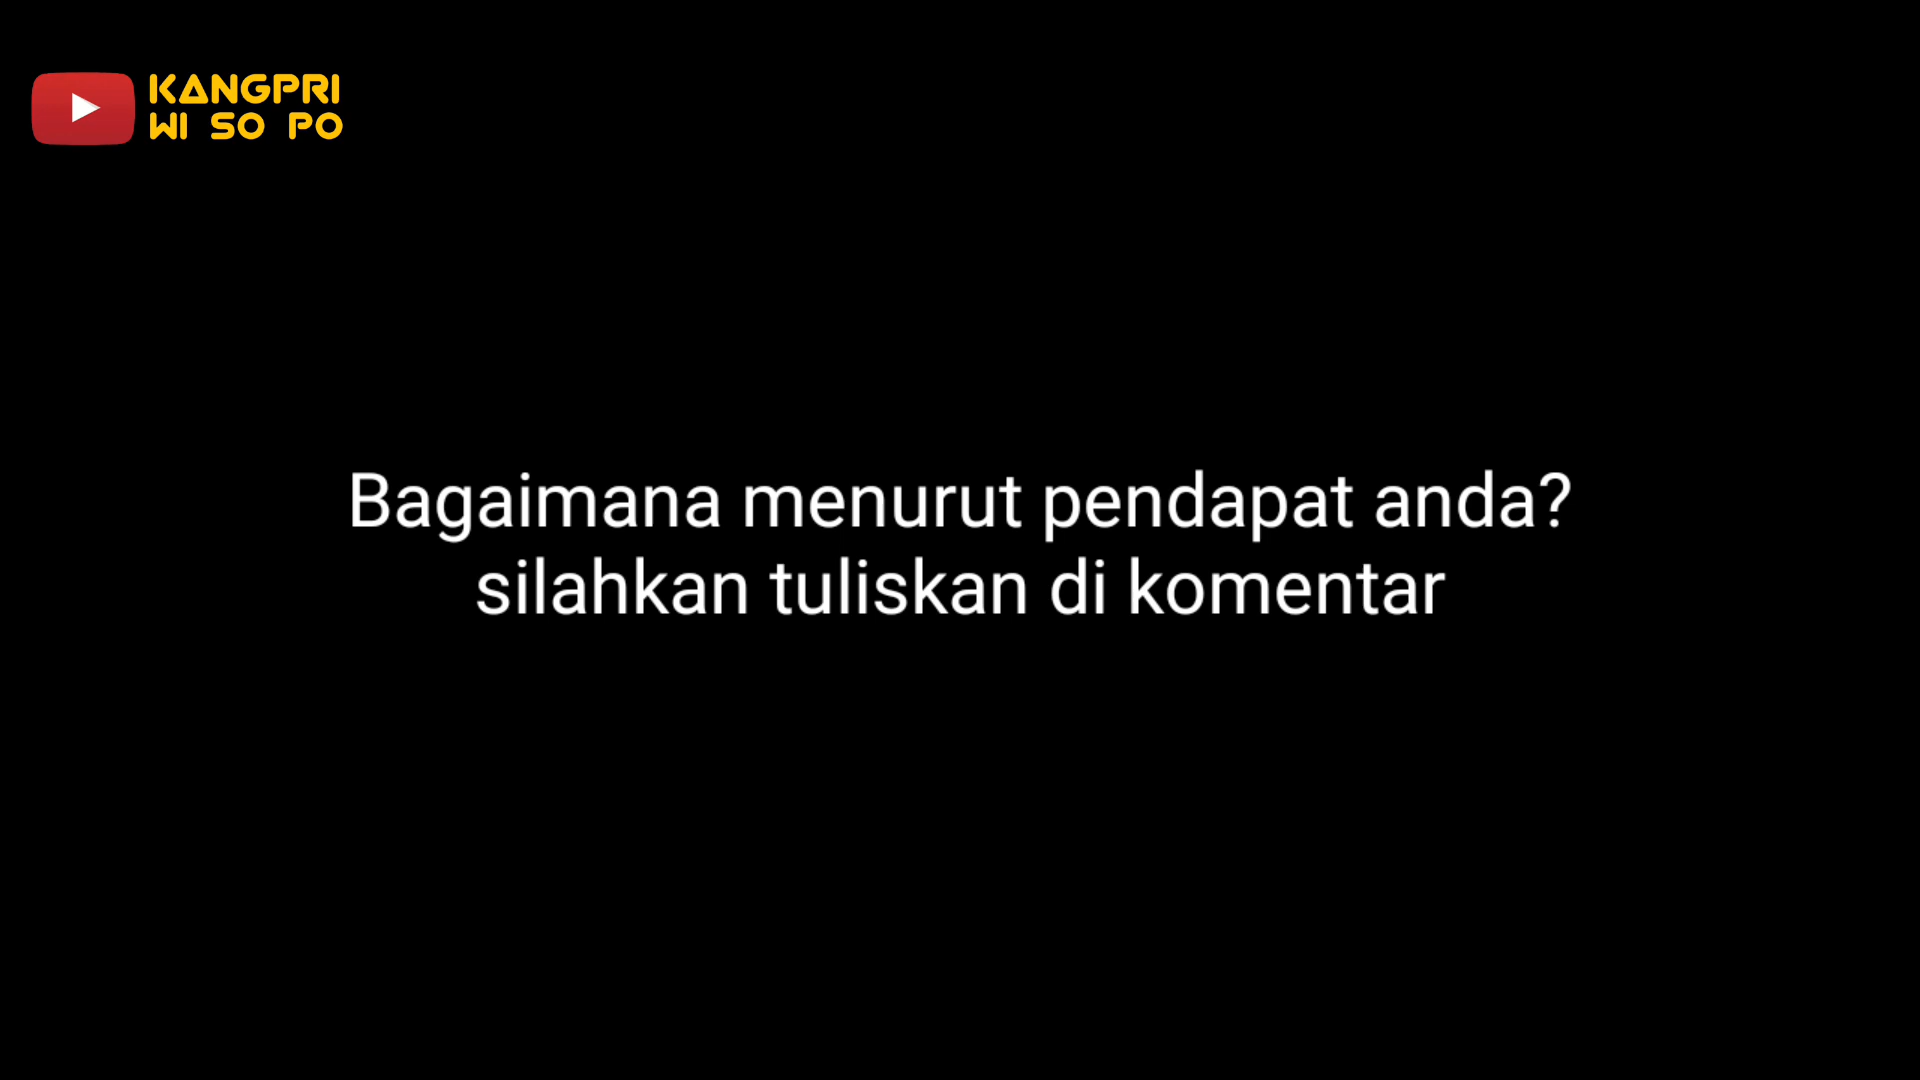 KANGPRI
WI SO PO
Bagaimana menurut pendapat anda?
silahkan tuliskan di komentar